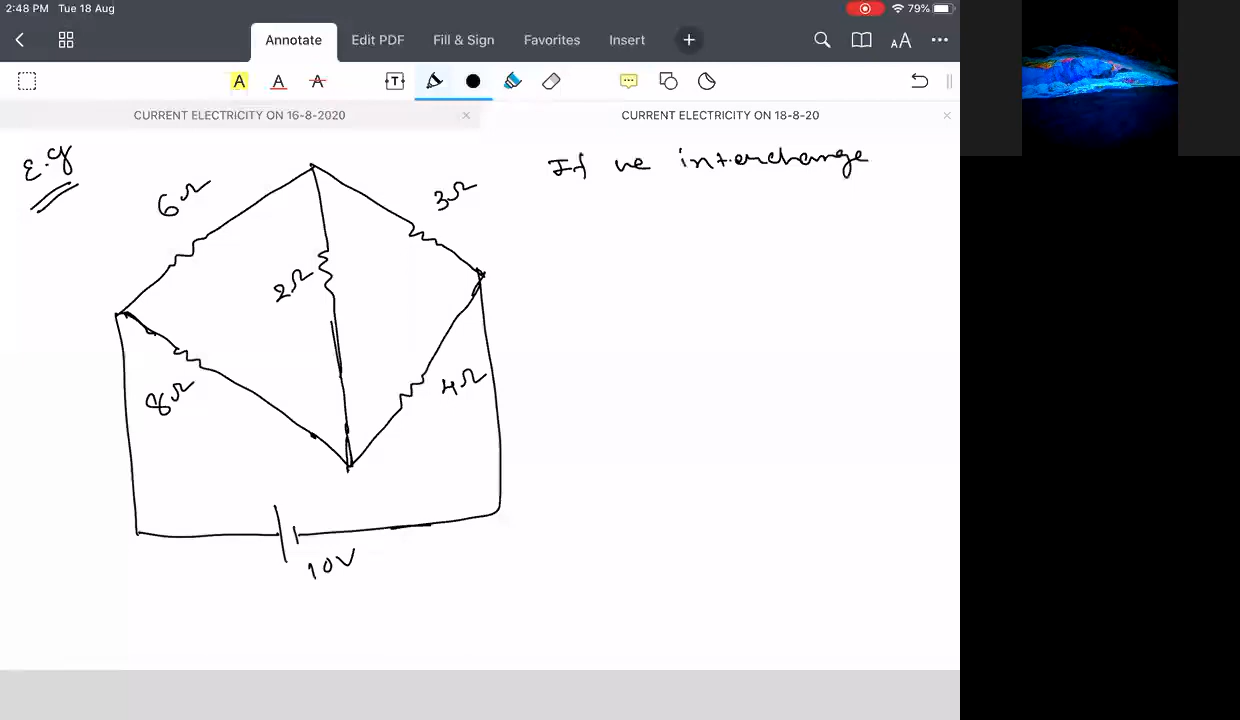 2:48 PM Tue 18 Aug
79%
Annotate Edit PDF Fill & Sign Favorites Insert
A A A T AA
CURRENT ELECTRICITY ON 16-8-2020
CURRENT ELECTRICITY ON 18-8-20
E.g
If we interchange
6Ω
3Ω
2Ω
8Ω
4Ω
10V